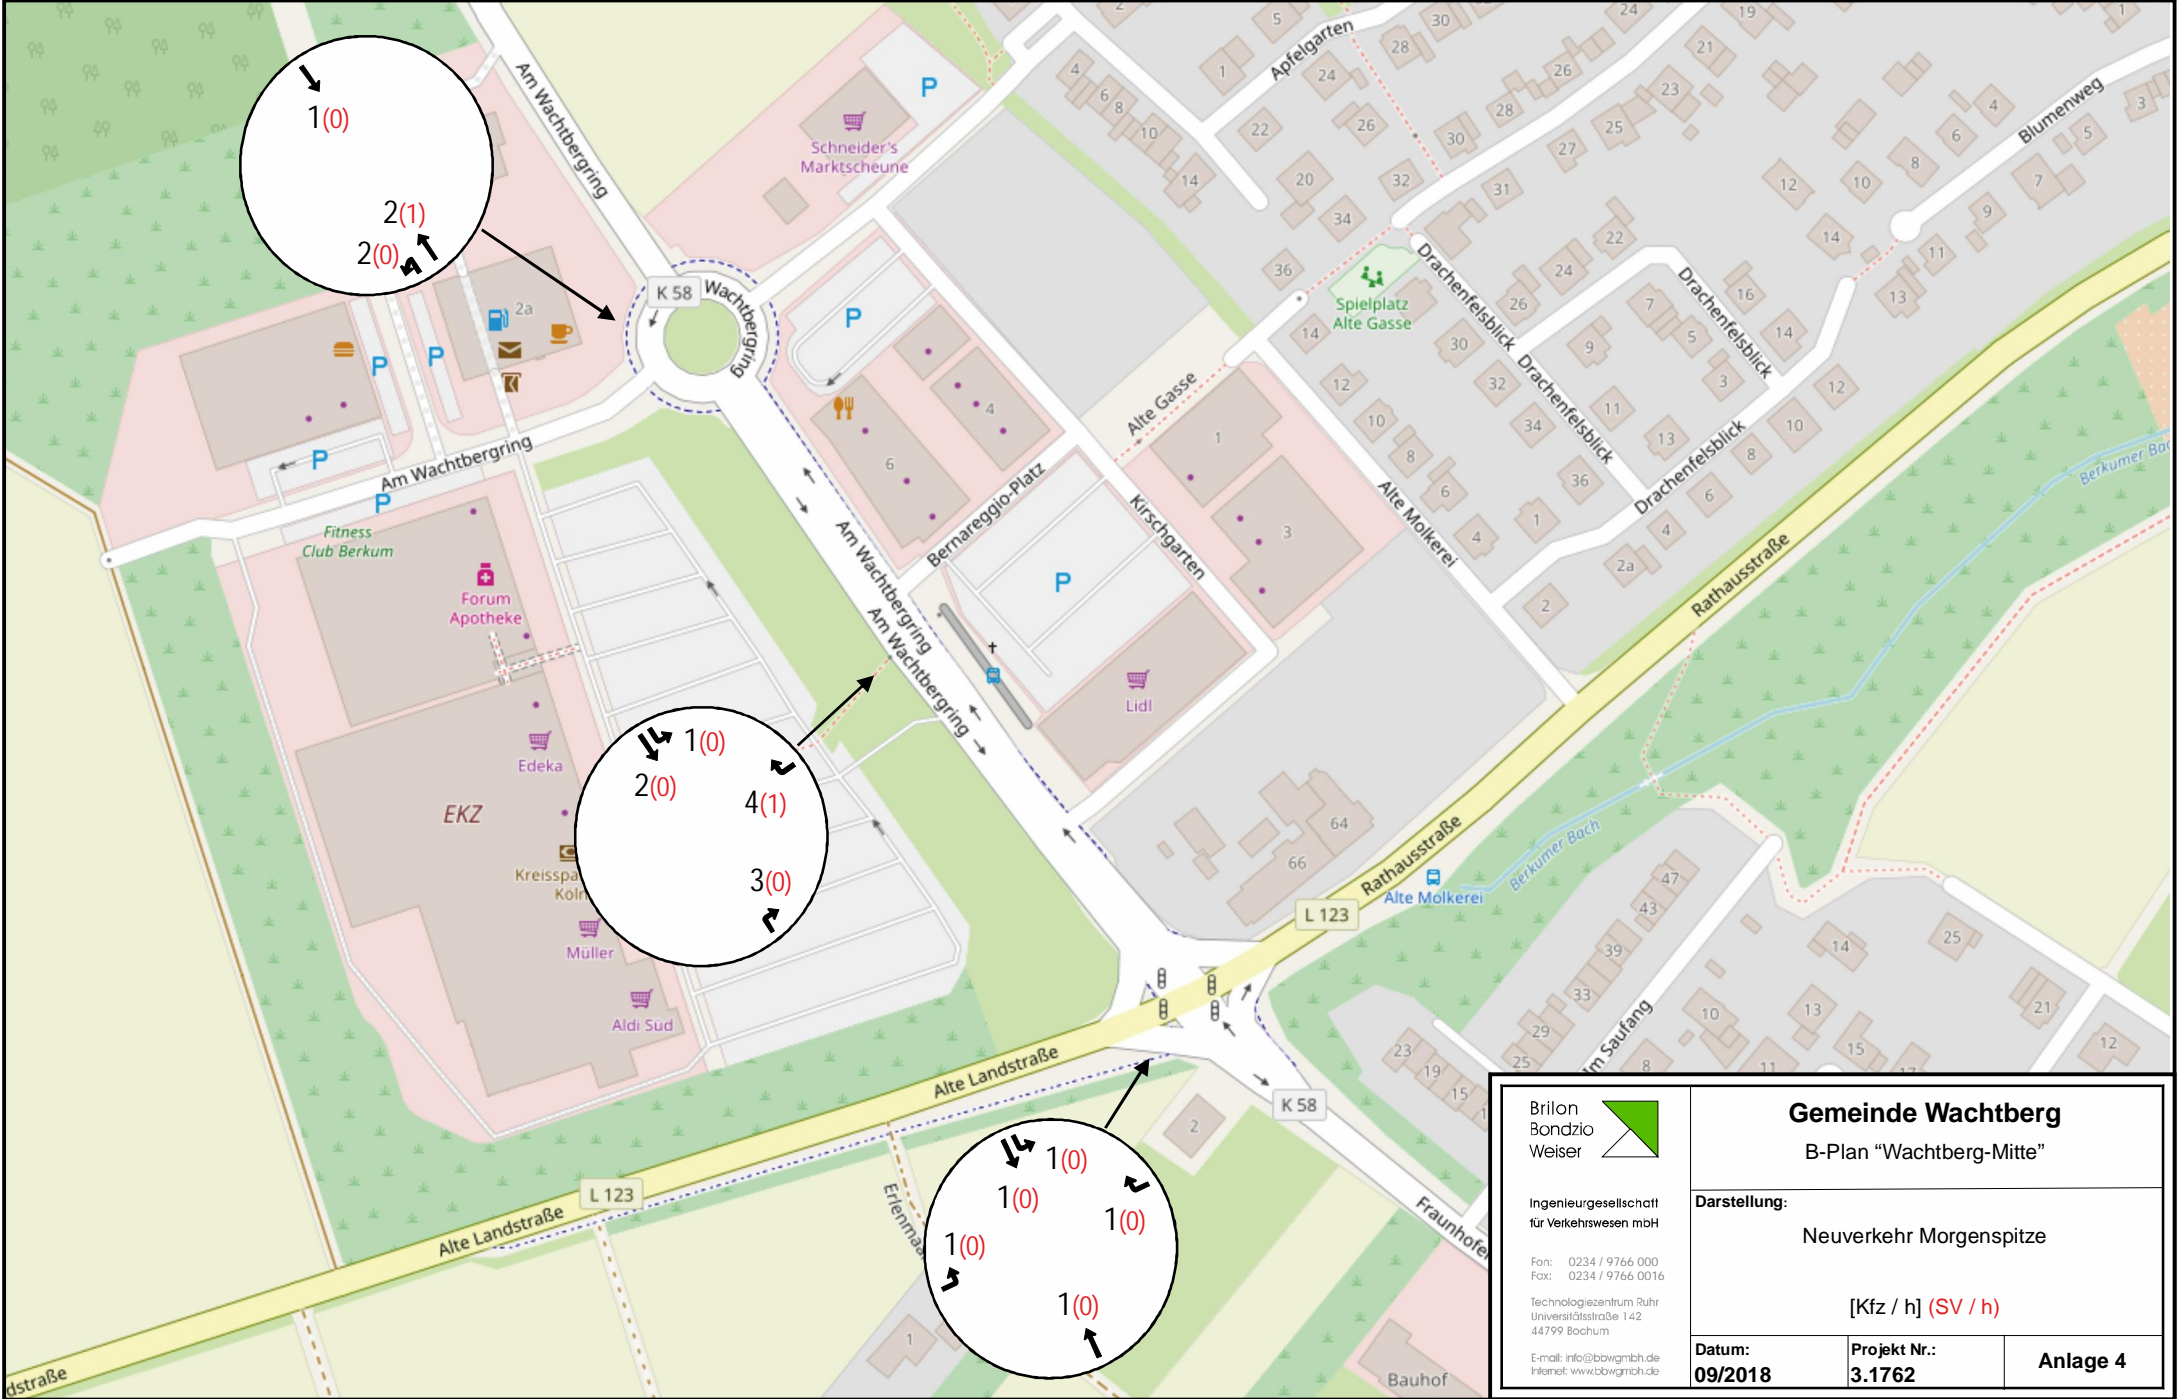 Am Wachtbergring
1(0)
2(1)
2(0)
P
Schneider's
Marktscheune
Apfelgarten
Blumenweg
K 58
Wachtbergring
2a
P
P
P
P
Am Wachtbergring
P
Fitness
Club Berkum
Forum
Apotheke
Edeka
EKZ
Müller
Aldi Süd
Spielplatz
Alte Gasse
Alte Gasse
Drachenfelsblick
Drachenfelsblick
Drachenfelsblick
Drachenfelsblick
Bernareggio-Platz
Kirschgarten
Alte Molkerei
Am Wachtbergring
Am Wachtbergring
P
Lidl
Rathausstraße
Rathausstraße
Berkumer Bach
Alte Molkerei
L 123
64
66
1(0)
2(0)
4(1)
3(0)
Alte Landstraße
Alte Landstraße
L 123
K 58
Im Saufang
Bauhof
1(0)
1(0)
1(0)
1(0)
1(0)
Brilon
Bondzio
Weiser
Ingenieurgesellschaft
für Verkehrswesen mbH
Fon: 0234 / 9766 000
Fax: 0234 / 9766 0016
Technologiezentrum Ruhr
Universitätsstraße 142
44799 Bochum
E-mail: info@bbwgmbh.de
Internet: www.bbwgmbh.de
Gemeinde Wachtberg
B-Plan “Wachtberg-Mitte”
Darstellung:
Neuverkehr Morgenspitze
[Kfz / h] (SV / h)
Datum:
09/2018
Projekt Nr.:
3.1762
Anlage 4